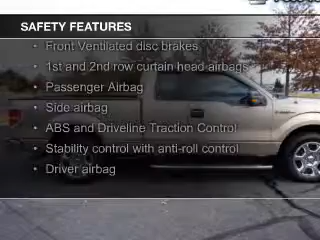 SAFETY FEATURES
• Front Ventilated disc brakes
• 1st and 2nd row curtain head airbags
• Passenger Airbag
• Side airbag
• ABS and Driveline Traction Control
• Stability control with anti-roll control
• Driver airbag